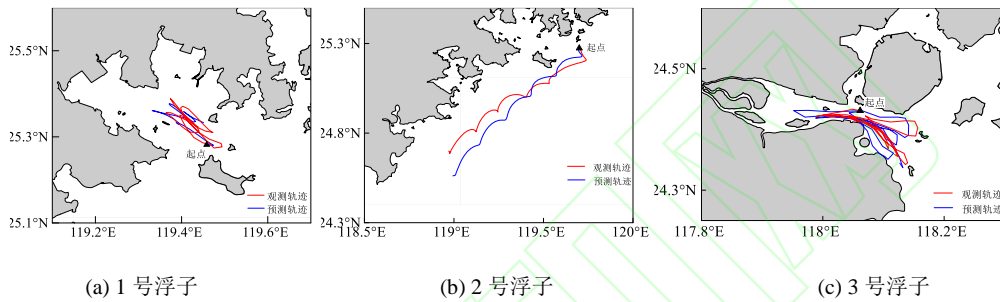 (a)
25.5°N
25.3°N
25.1°N
119.2°E
119.4°E
119.6°E
起点
观测轨迹
预测轨迹
(a) 1 号浮子
(b)
25.3°N
24.8°N
24.3°N
118.5°E
119°E
119.5°E
120°E
起点
观测轨迹
预测轨迹
(b) 2 号浮子
(c)
24.5°N
24.3°N
117.8°E
118°E
118.2°E
起点
观测轨迹
预测轨迹
(c) 3 号浮子